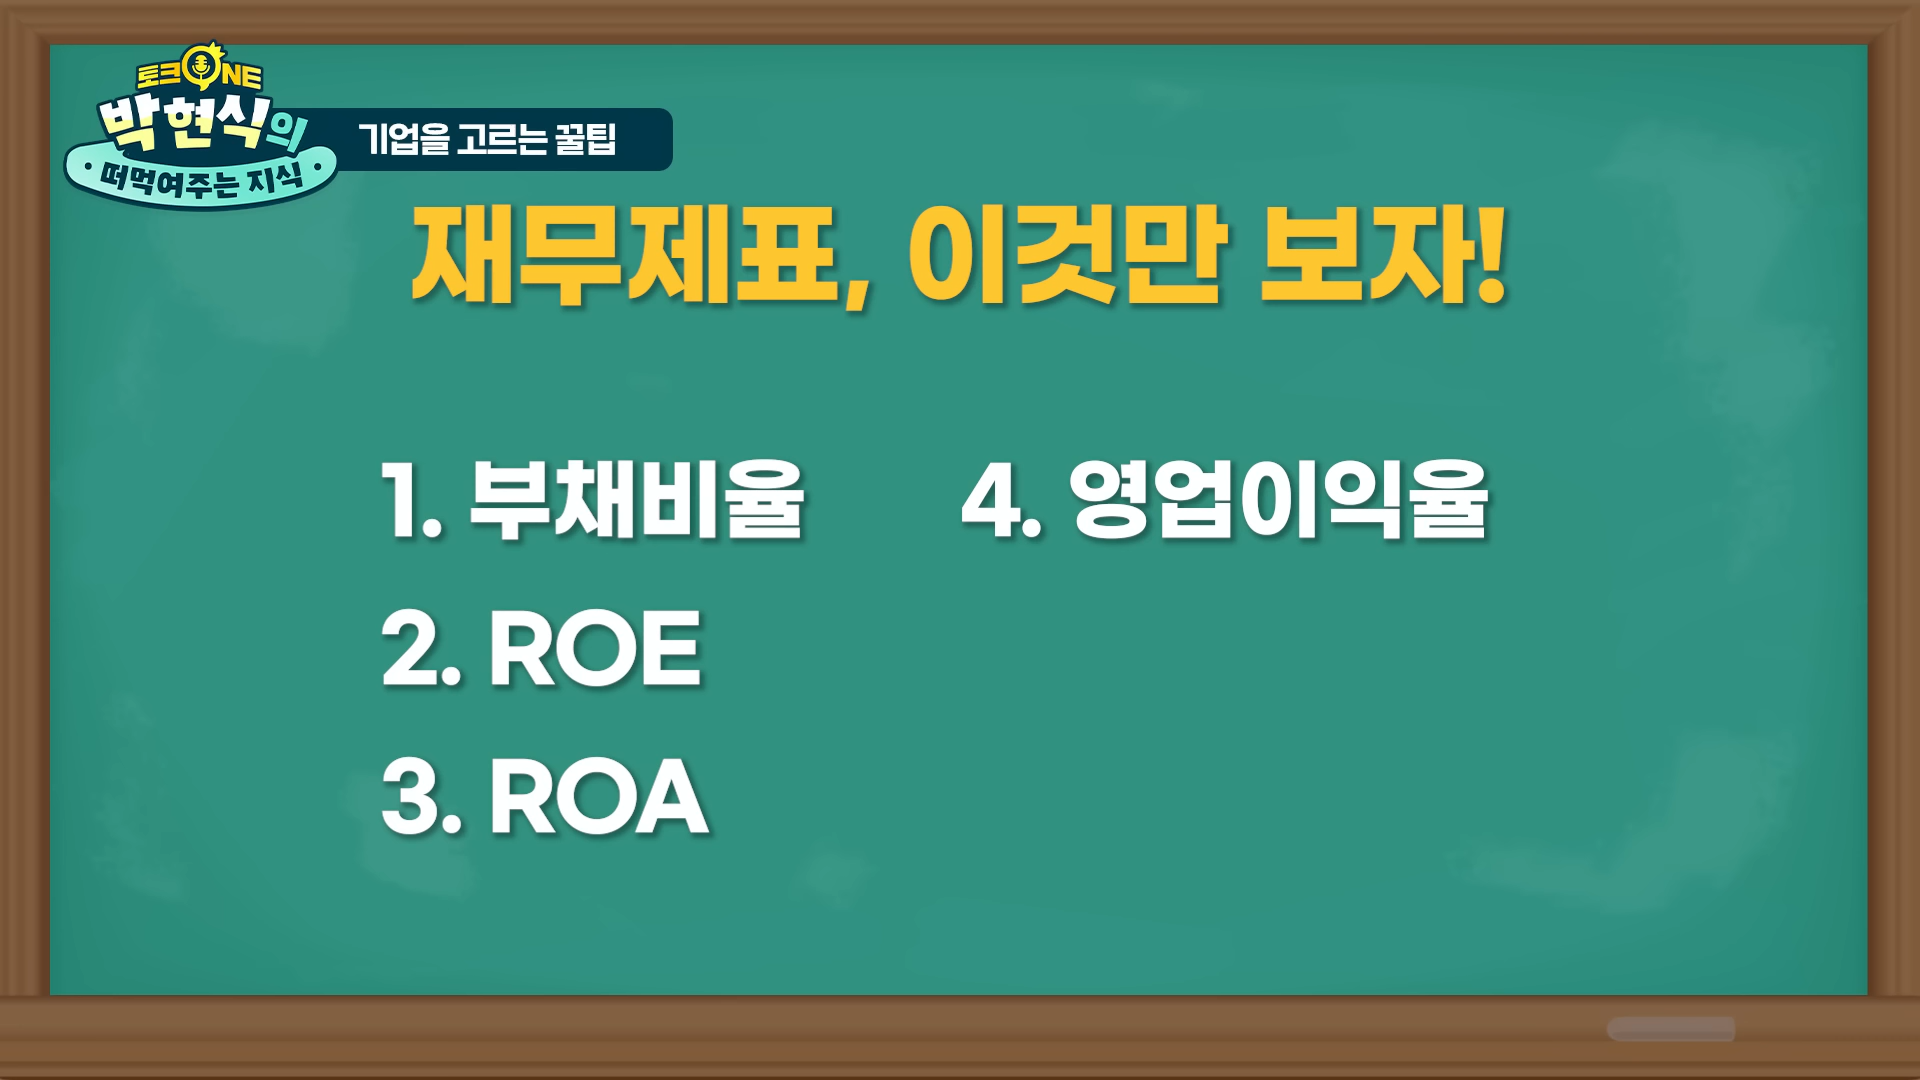 토크ONE
박현식의
떠먹여주는 지식
기업을 고르는 꿀팁
재무제표, 이것만 보자!
1. 부채비율
2. ROE
3. ROA
4. 영업이익율